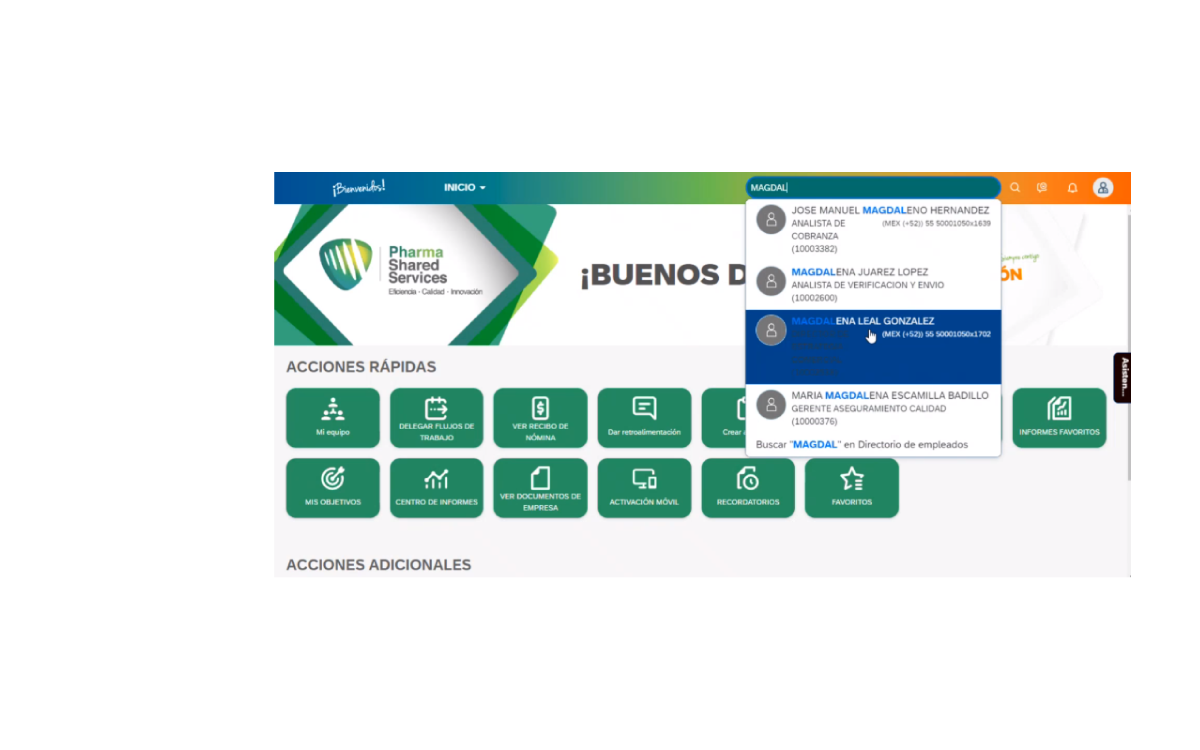 ¡Bienvenidos!
INICIO
MAGDAL
JOSE MANUEL MAGDALENO HERNANDEZ
ANALISTA DE COBRANZA
(MEX (+52)) 55 50001050x1639
(10003382)
MAGDALENA JUAREZ LOPEZ
ANALISTA DE VERIFICACION Y ENVIO
(10002600)
MAGDALENA LEAL GONZALEZ
(MEX (+52)) 55 50001050x1702
MARIA MAGDALENA ESCAMILLA BADILLO
GERENTE ASEGURAMIENTO CALIDAD
(10000376)
Buscar "MAGDAL" en Directorio de empleados
Pharma
Shared
Services
Eficiencia - Calidad - Innovación
¡BUENOS D
ÓN
Asisten...
ACCIONES RÁPIDAS
Mi equipo
DELEGAR FLUJOS DE
TRABAJO
VER RECIBO DE
NÓMINA
Dar retroalimentación
Crear
INFORMES FAVORITOS
MIS OBJETIVOS
CENTRO DE INFORMES
VER DOCUMENTOS DE
EMPRESA
ACTIVACIÓN MÓVIL
RECORDATORIOS
FAVORITOS
ACCIONES ADICIONALES